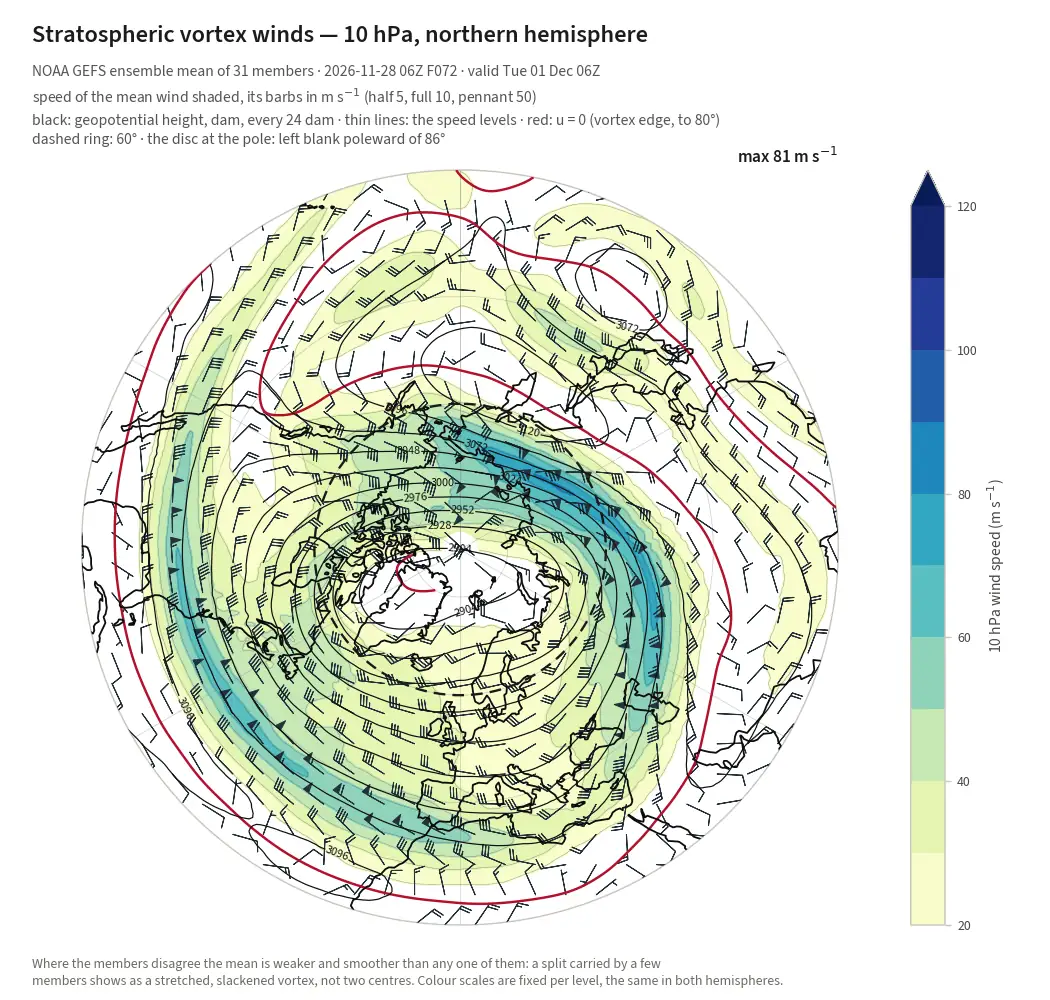 Stratospheric vortex winds — 10 hPa, northern hemisphere
NOAA GEFS ensemble mean of 31 members · 2026-11-28 06Z F072 · valid Tue 01 Dec 06Z
speed of the mean wind shaded, its barbs in m s⁻¹ (half 5, full 10, pennant 50)
black: geopotential height, dam, every 24 dam · thin lines: the speed levels · red: u = 0 (vortex edge, to 80°)
dashed ring: 60° · the disc at the pole: left blank poleward of 86°
max 81 m s⁻¹
120
100
80
60
40
20
10 hPa wind speed (m s⁻¹)
3072
3072
3000
2976
2952
2928
3096
3096
Where the members disagree the mean is weaker and smoother than any one of them: a split carried by a few
members shows as a stretched, slackened vortex, not two centres. Colour scales are fixed per level, the same in both hemispheres.